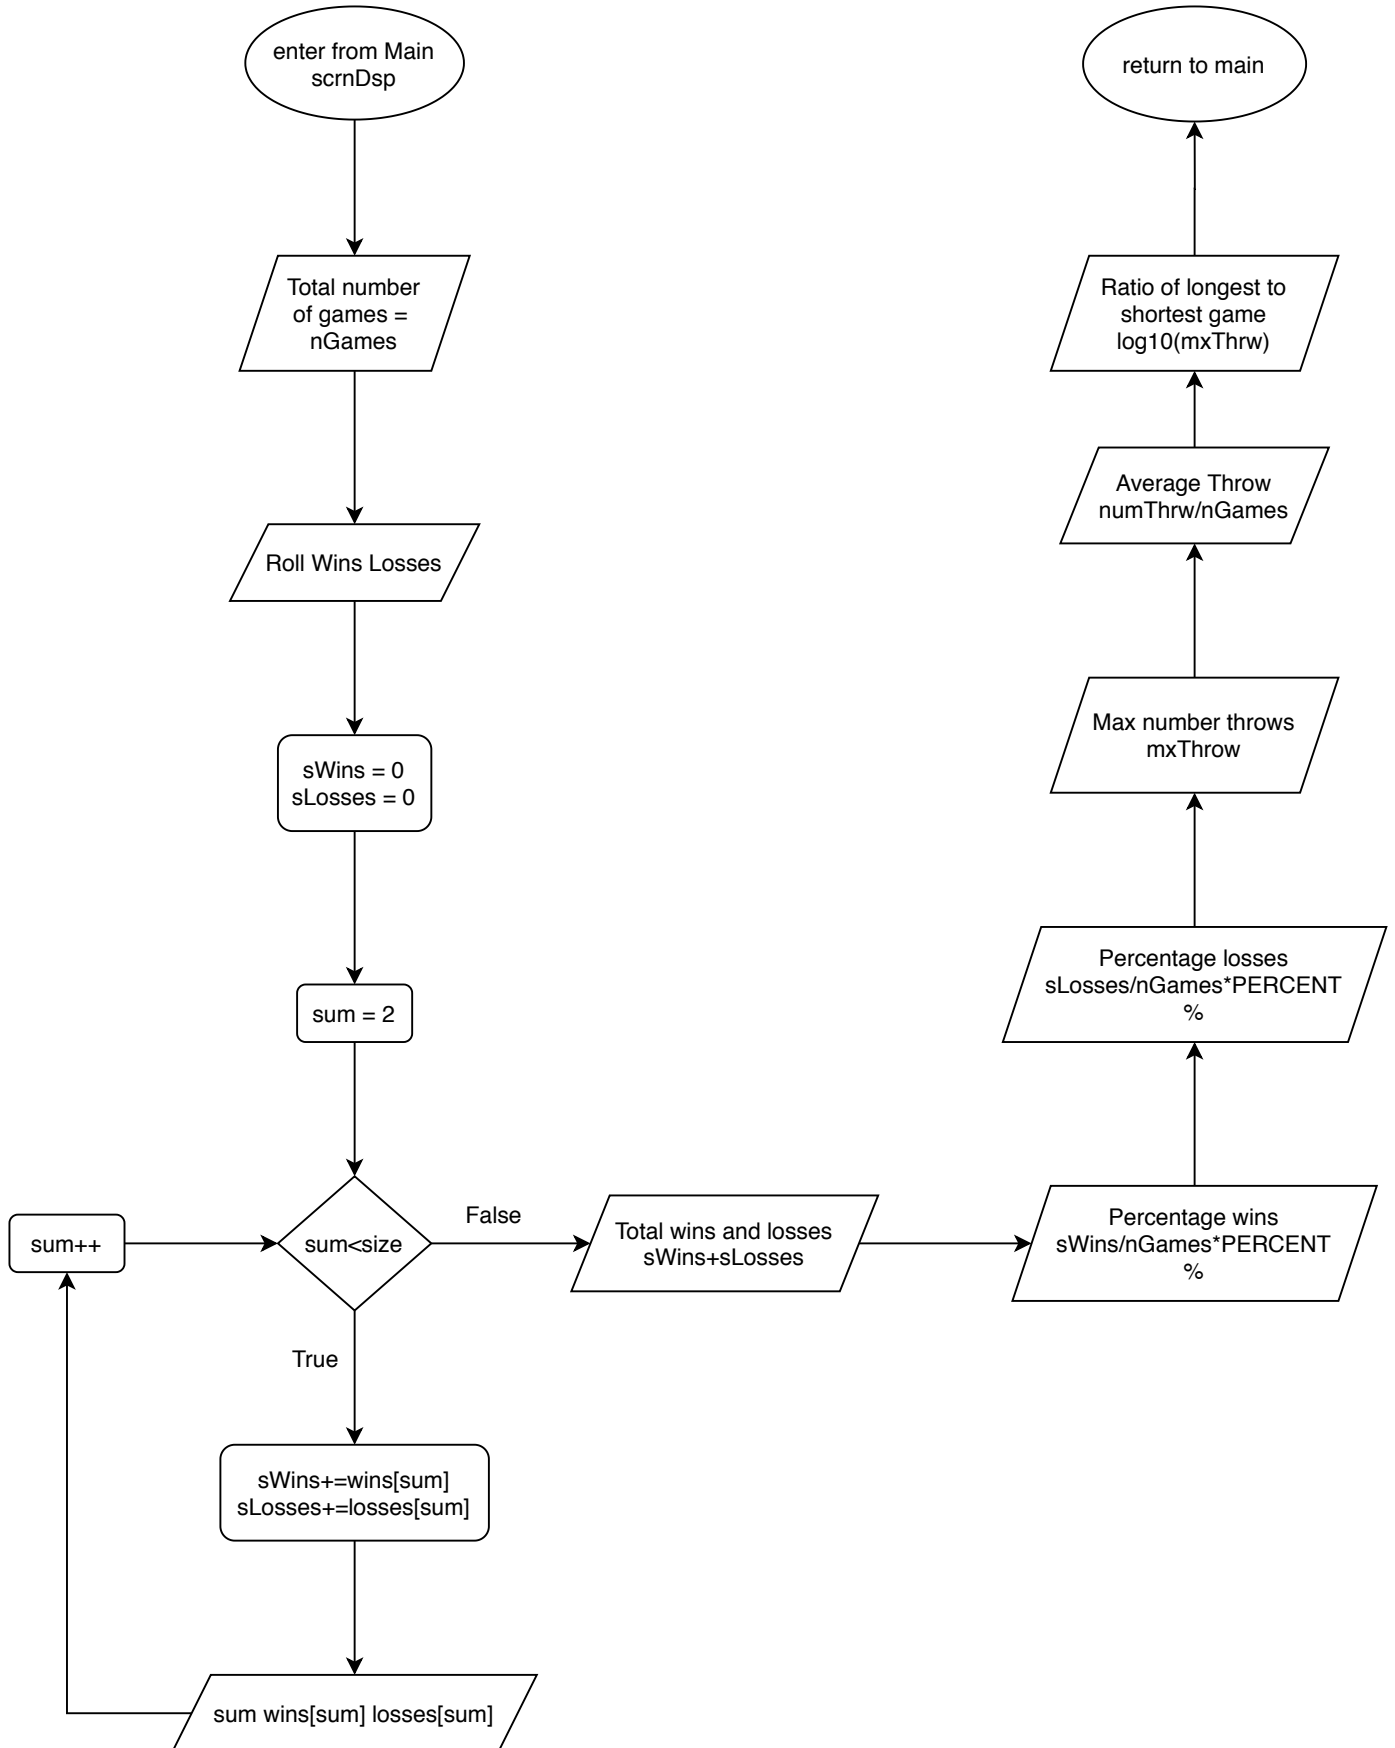 enter from Main
scrnDsp
Total number
of games =
nGames
Roll Wins Losses
sWins = 0
sLosses = 0
sum = 2
sum++
sum<size
False
True
sWins+=wins[sum]
sLosses+=losses[sum]
sum wins[sum] losses[sum]
Total wins and losses
sWins+sLosses
Percentage wins
sWins/nGames*PERCENT
%
Percentage losses
sLosses/nGames*PERCENT
%
Max number throws
mxThrow
Average Throw
numThrw/nGames
Ratio of longest to
shortest game
log10(mxThrw)
return to main